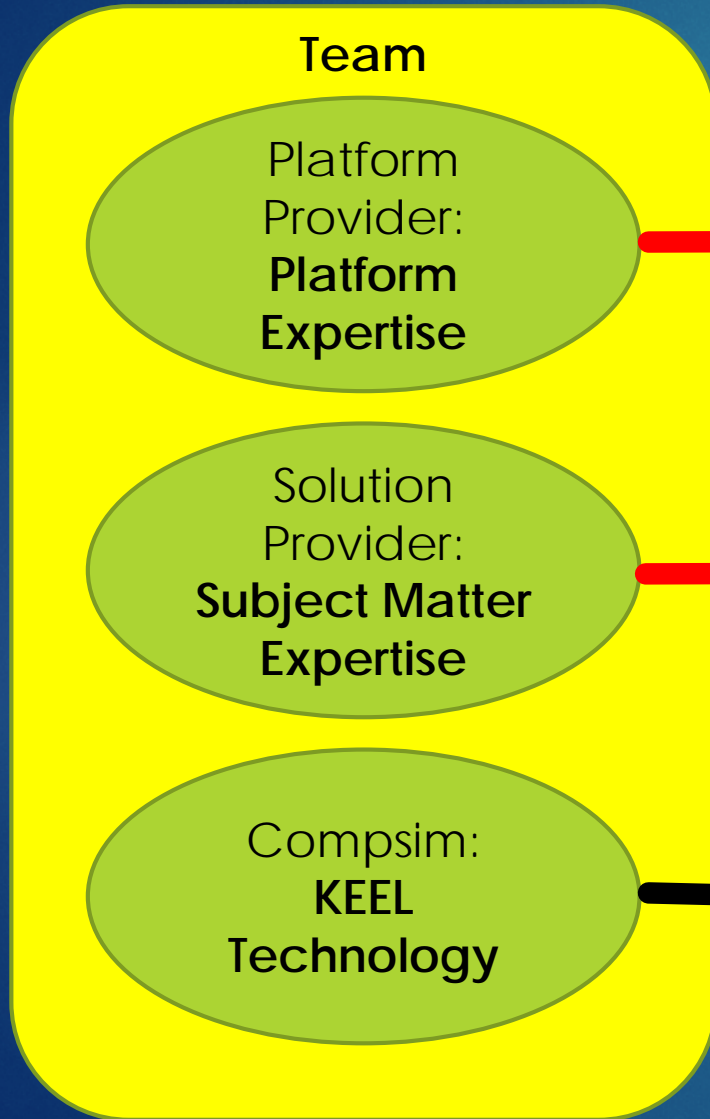 Team
Platform
Provider:
Platform
Expertise
Solution
Provider:
Subject Matter
Expertise
Compsim:
KEEL
Technology